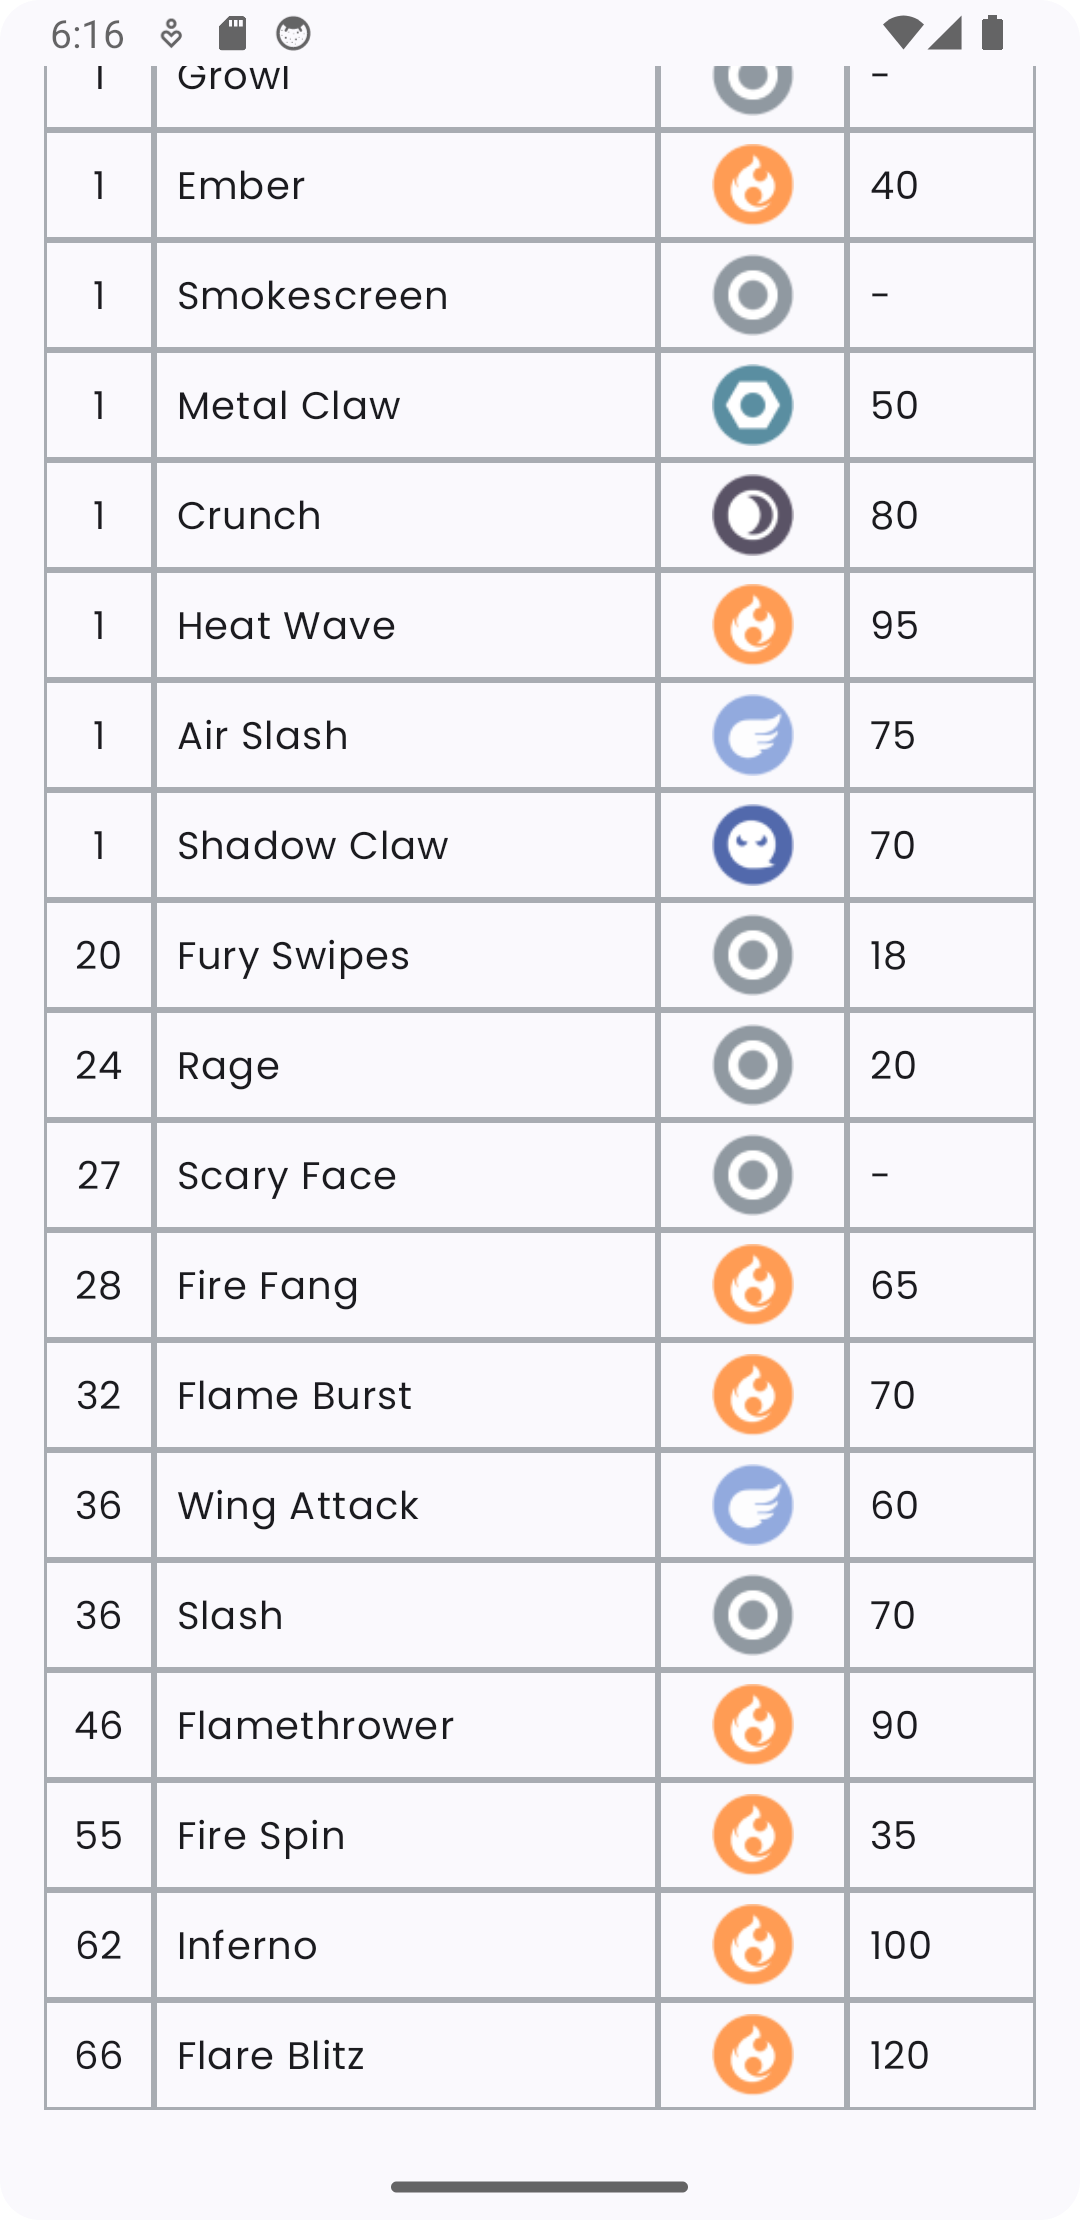 6:16
1 Growl -
1 Ember 40
1 Smokescreen -
1 Metal Claw 50
1 Crunch 80
1 Heat Wave 95
1 Air Slash 75
1 Shadow Claw 70
20 Fury Swipes 18
24 Rage 20
27 Scary Face -
28 Fire Fang 65
32 Flame Burst 70
36 Wing Attack 60
36 Slash 70
46 Flamethrower 90
55 Fire Spin 35
62 Inferno 100
66 Flare Blitz 120